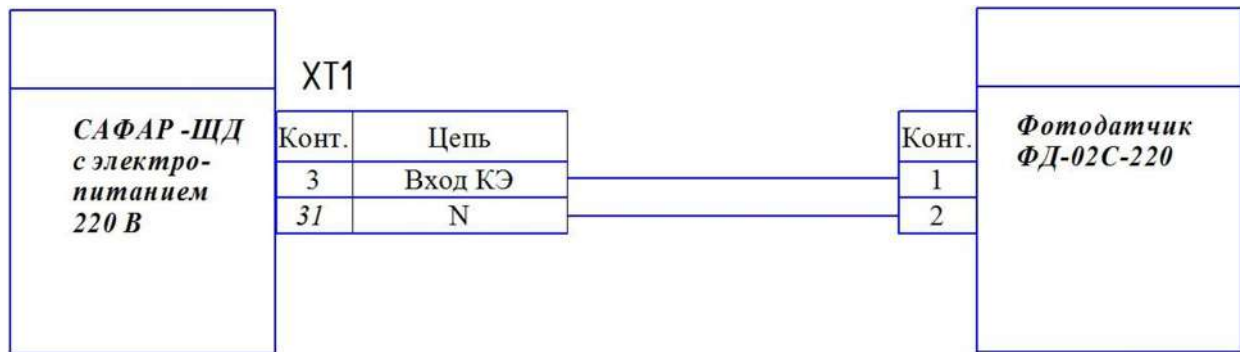 САФАР -ЩД
с электро-
питанием
220 В
XT1
Конт. Цепь
3 Вход КЭ
31 N
Конт.
1
2
Фотодатчик
ФД-02С-220